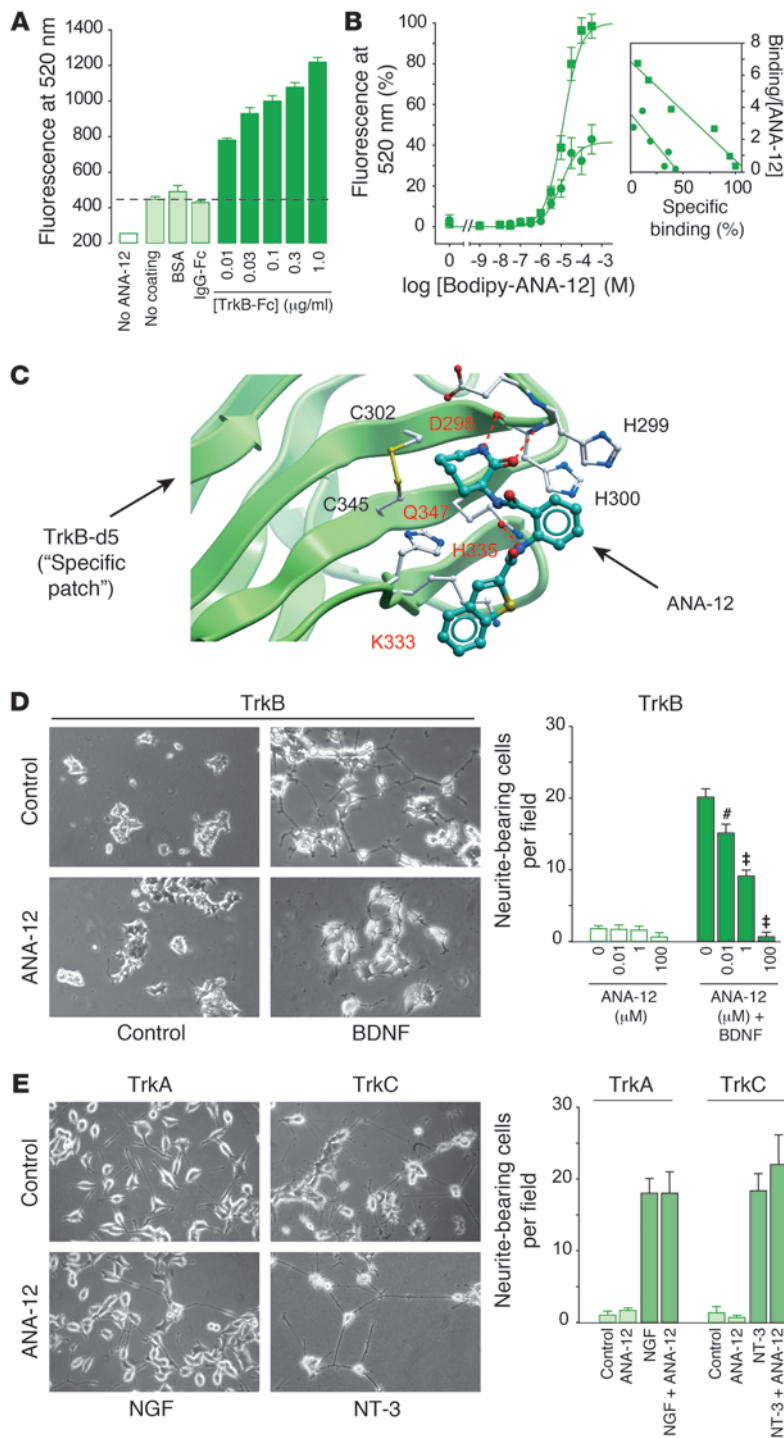 A
Fluorescence at 520 nm
1400
1200
1000
800
600
400
200
No ANA-12
No coating
BSA
IgG-Fc
0.01
0.03
0.1
0.3
1.0
[TrkB-Fc] (μg/ml)
B
Fluorescence at
520 nm (%)
100
80
60
40
20
0
0 -9 -8 -7 -6 -5 -4 -3
log [Bodipy-ANA-12] (M)
Binding/[ANA-12]
8
6
4
2
0
0 50 100
Specific
binding (%)
C
C302
D298
H299
C345
Q347
H300
H335
K333
TrkB-d5
("Specific
patch")
ANA-12
D
TrkB
Control
ANA-12
Control
BDNF
TrkB
Neurite-bearing cells
per field
30
20
10
0
#
‡
‡
0
0.01
1
100
0
0.01
1
100
ANA-12
(μM)
ANA-12
(μM) +
BDNF
E
TrkA
TrkC
Control
ANA-12
NGF
NT-3
TrkA
TrkC
Neurite-bearing cells
per field
30
20
10
0
Control
ANA-12
NGF
NGF + ANA-12
Control
ANA-12
NT-3
NT-3 + ANA-12